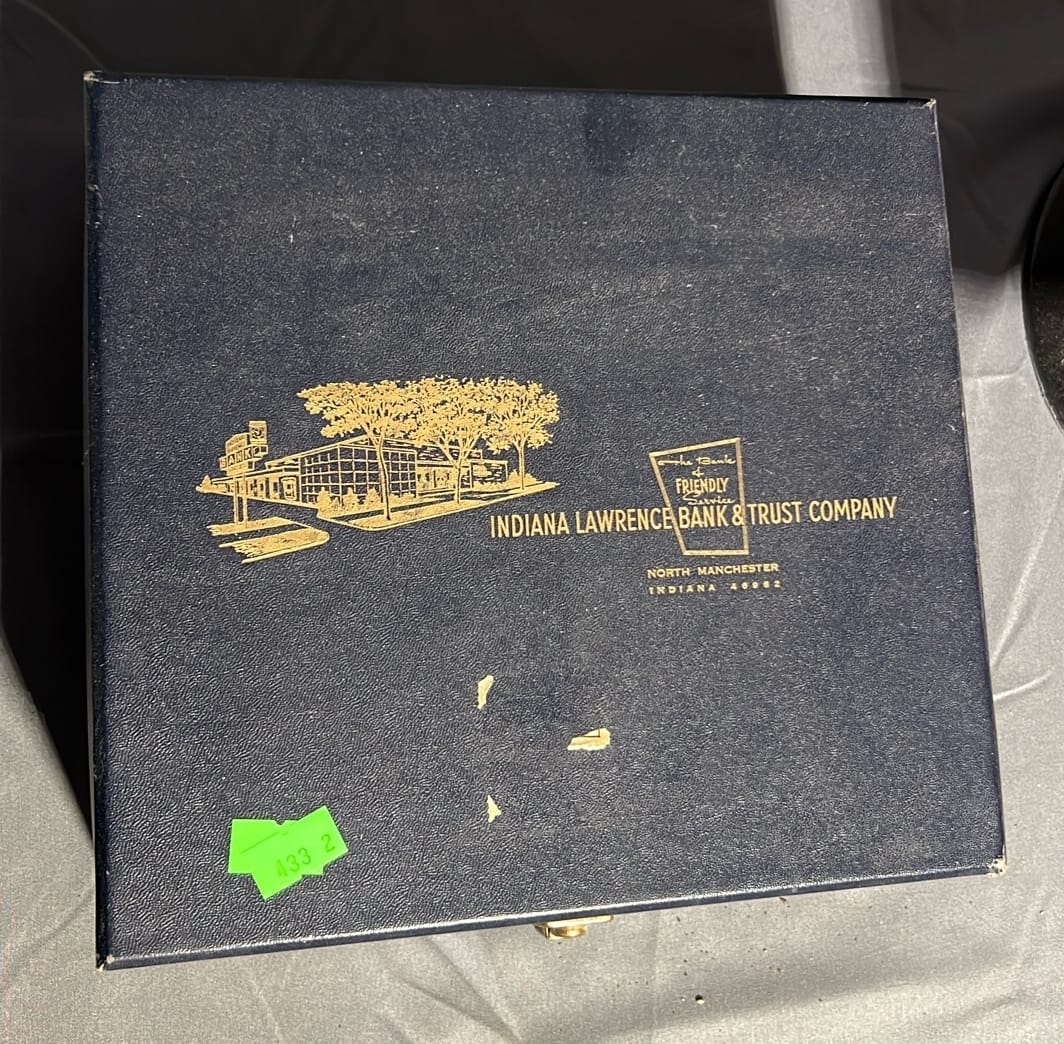 BANK
The Bank
of
FRIENDLY
Service
INDIANA LAWRENCE BANK & TRUST COMPANY
NORTH MANCHESTER
INDIANA 46962
433 2